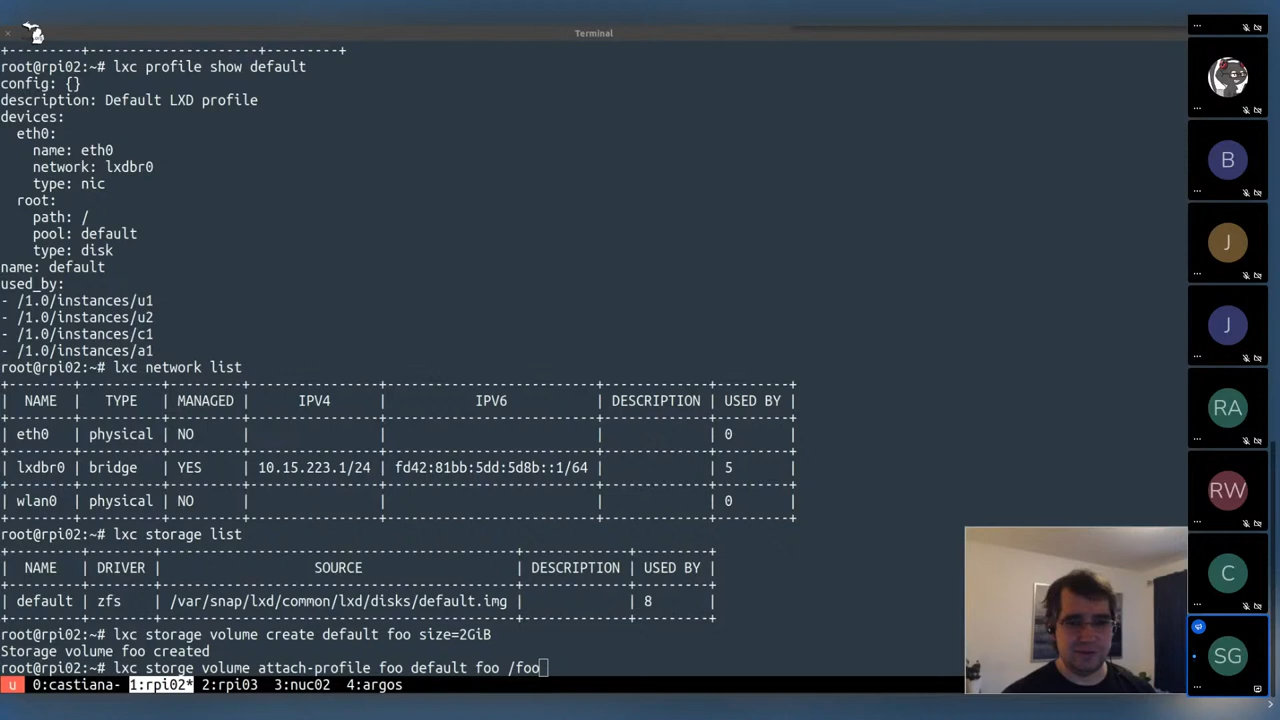 Terminal
+---------+---------------------+---------+
root@rpi02:~# lxc profile show default
config: {}
description: Default LXD profile
devices:
  eth0:
    name: eth0
    network: lxdbr0
    type: nic
  root:
    path: /
    pool: default
    type: disk
name: default
used_by:
- /1.0/instances/u1
- /1.0/instances/u2
- /1.0/instances/c1
- /1.0/instances/a1
root@rpi02:~# lxc network list
| NAME | TYPE | MANAGED | IPV4 | IPV6 | DESCRIPTION | USED BY |
| eth0 | physical | NO | | | | 0 |
| lxdbr0 | bridge | YES | 10.15.223.1/24 | fd42:81bb:5dd:5d8b::1/64 | | 5 |
| wlan0 | physical | NO | | | | 0 |
root@rpi02:~# lxc storage list
| NAME | DRIVER | SOURCE | DESCRIPTION | USED BY |
| default | zfs | /var/snap/lxd/common/lxd/disks/default.img | | 8 |
root@rpi02:~# lxc storage volume create default foo size=2GiB
Storage volume foo created
root@rpi02:~# lxc storge volume attach-profile foo default foo /foo
u 0:castiana- 1:rpi02* 2:rpi03 3:nuc02 4:argos
B
J
J
RA
RW
C
SG